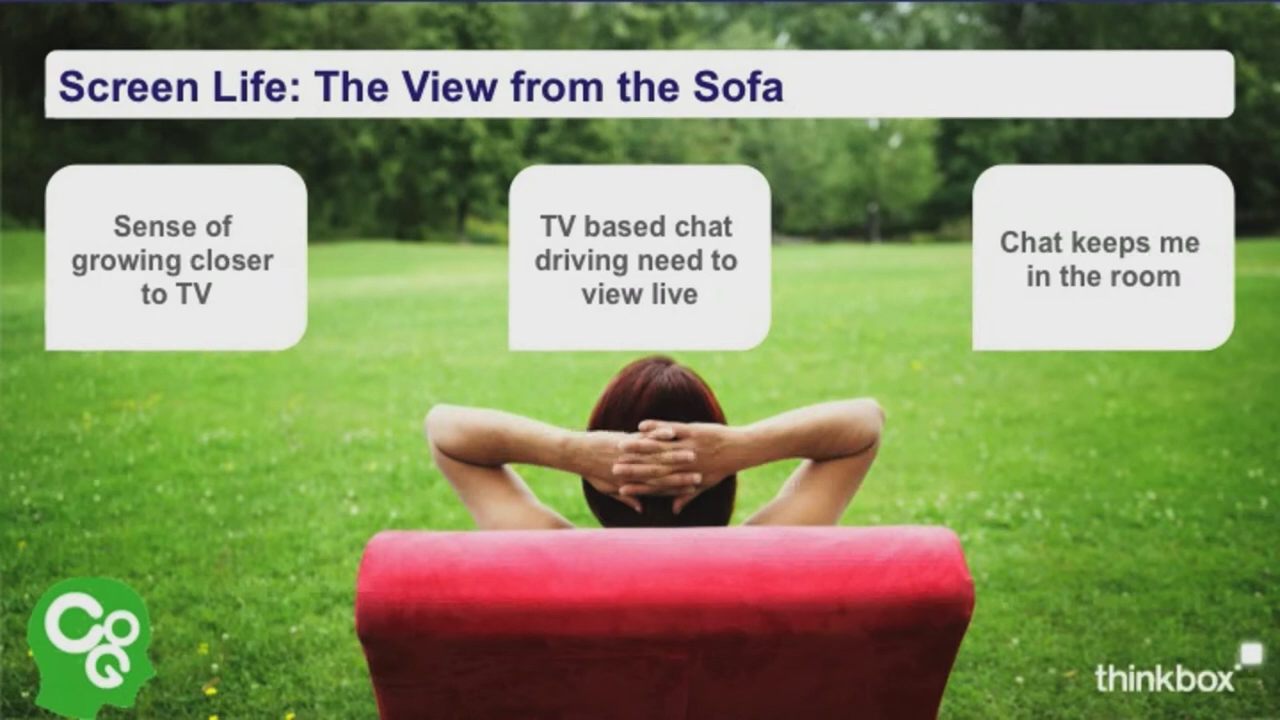 Screen Life: The View from the Sofa
Sense of
growing closer
to TV
TV based chat
driving need to
view live
Chat keeps me
in the room
COG
thinkbox